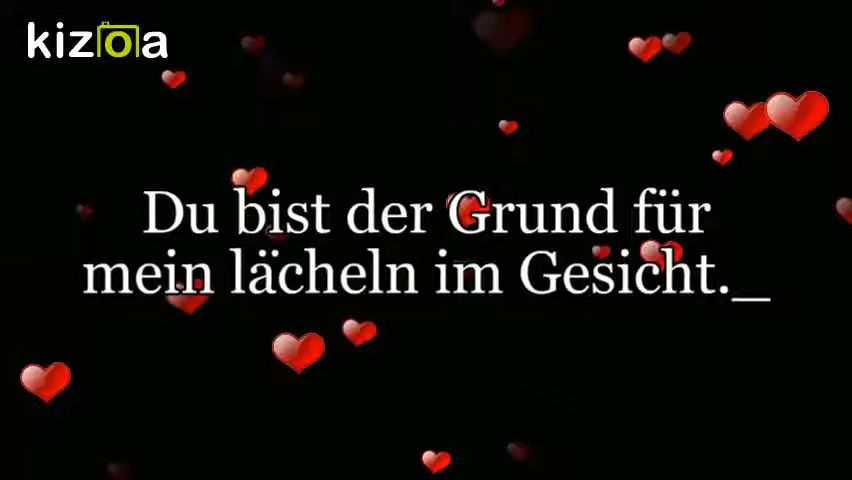 kizoa
Du bist der Grund für
mein lächeln im Gesicht._